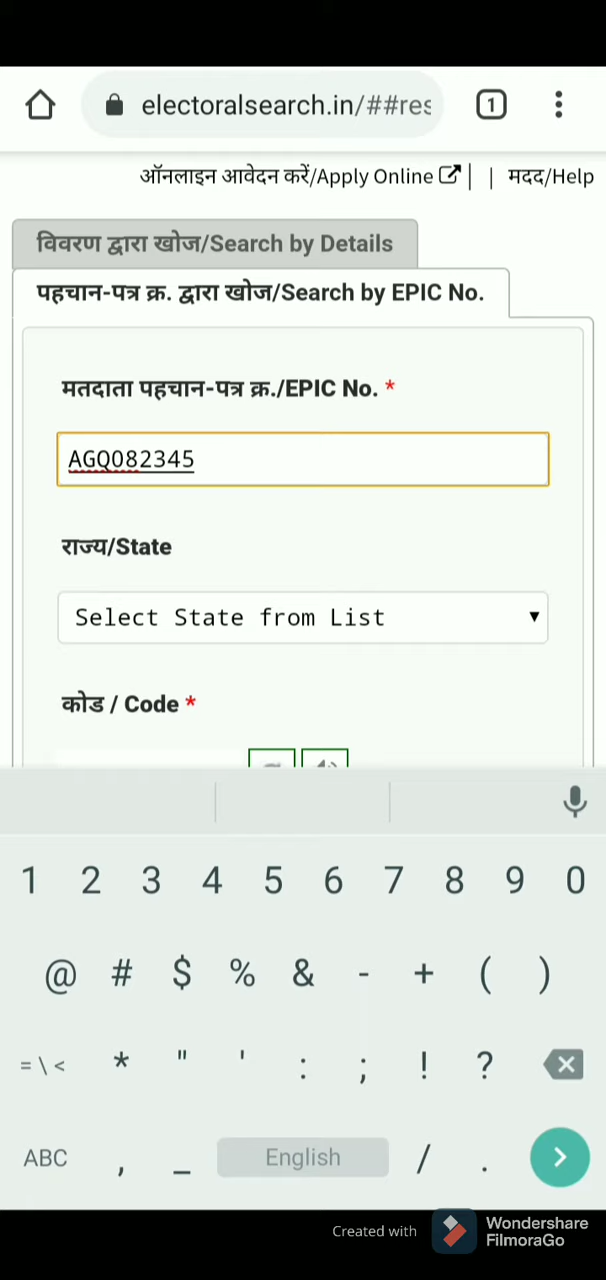 1
electoralsearch.in/##res
ऑनलाइन आवेदन करें/Apply Online | | मदद/Help
विवरण द्वारा खोज/Search by Details
पहचान-पत्र क्र. द्वारा खोज/Search by EPIC No.
मतदाता पहचान-पत्र क्र./EPIC No. *
AGQ082345
राज्य/State
Select State from List
कोड / Code *
1 2 3 4 5 6 7 8 9 0
@ # $ % & - + ( )
= \ < * " ' : ; ! ?
ABC , _ English / .
Created with Wondershare
FilmoraGo